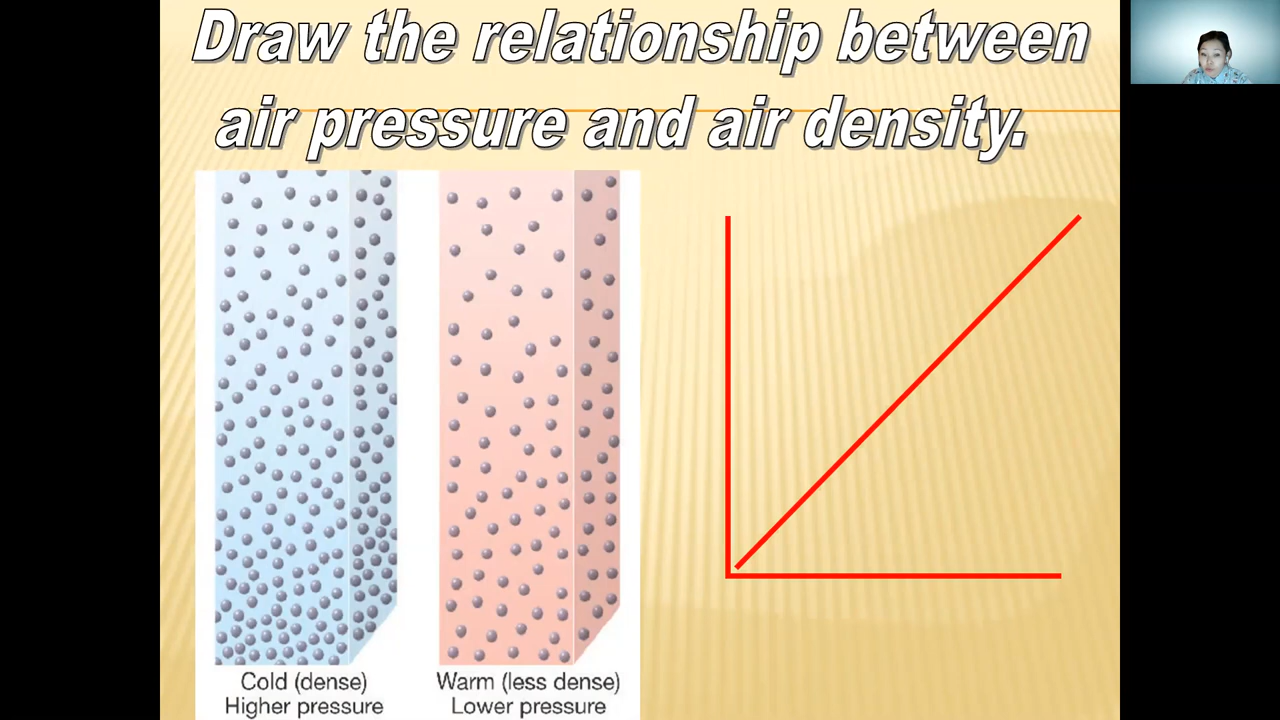 Draw the relationship between
air pressure and air density.
Cold (dense)
Higher pressure
Warm (less dense)
Lower pressure